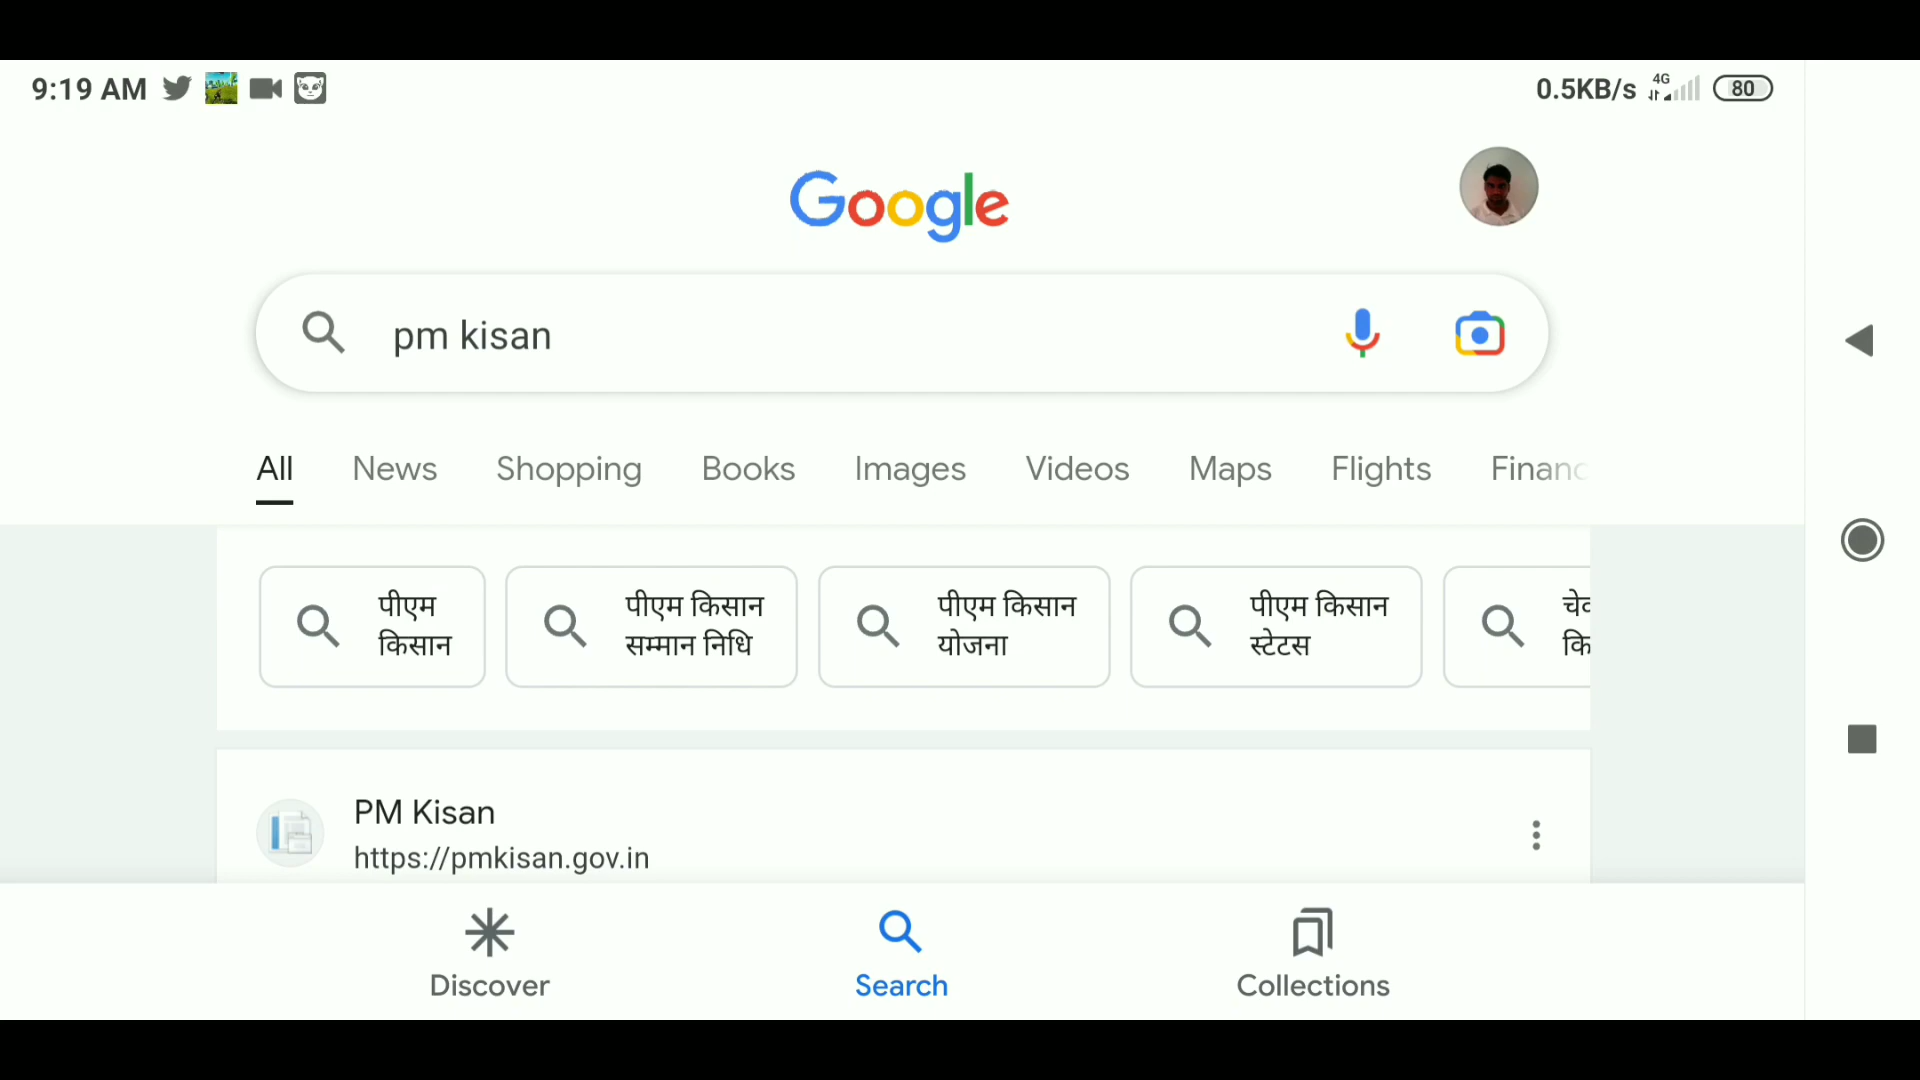 9:19 AM
0.5KB/s 4G 80
Google
pm kisan
All News Shopping Books Images Videos Maps Flights Financ
पीएम
किसान
पीएम किसान
सम्मान निधि
पीएम किसान
योजना
पीएम किसान
स्टेटस
PM Kisan
https://pmkisan.gov.in
Discover Search Collections